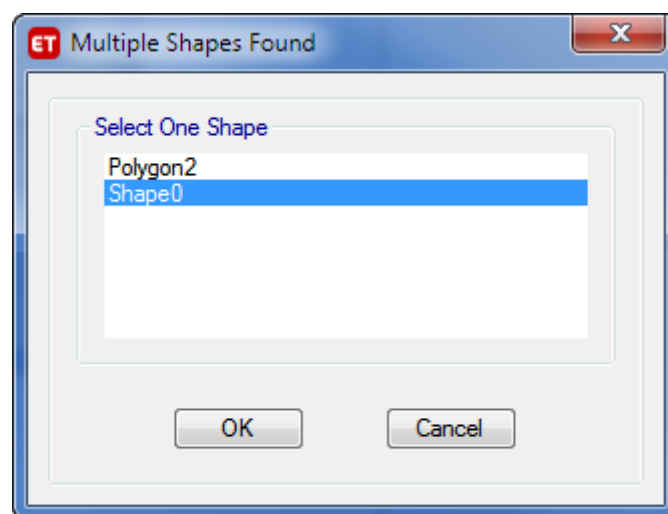 ET Multiple Shapes Found
Select One Shape
Polygon2
Shape0
OK Cancel